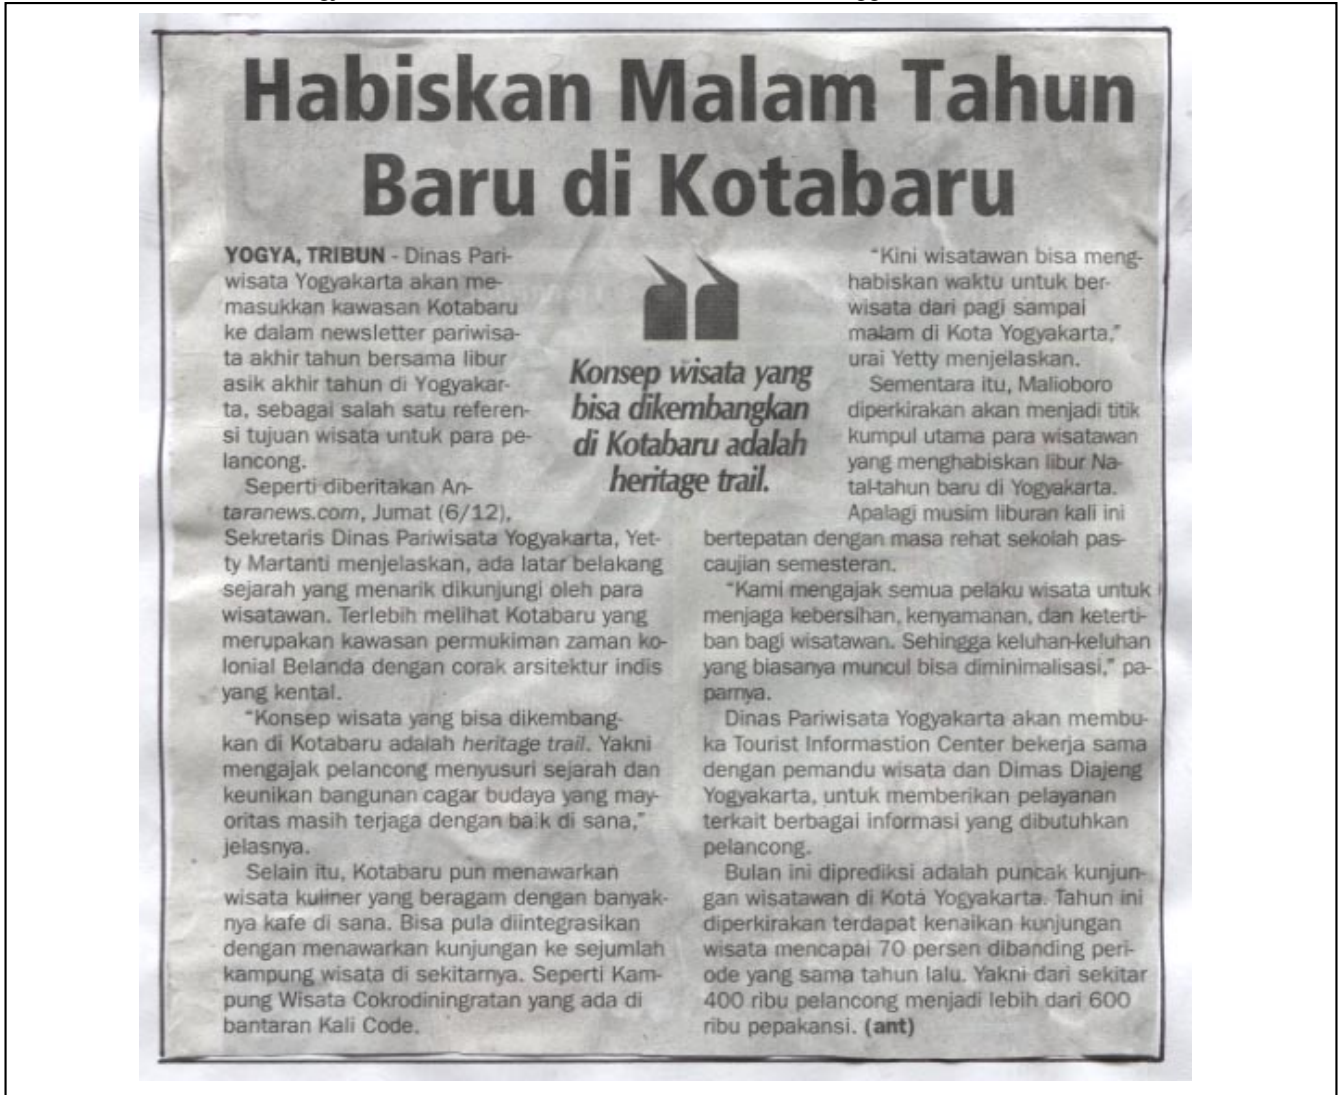 Habiskan Malam Tahun
Baru di Kotabaru
YOGYA, TRIBUN - Dinas Pari-
wisata Yogyakarta akan me-
masukkan kawasan Kotabaru
ke dalam newsletter pariwisa-
ta akhir tahun bersama libur
asik akhir tahun di Yogyakar-
ta, sebagai salah satu referen-
si tujuan wisata untuk para pe-
lancong.
Seperti diberitakan An-
taranews.com, Jumat (6/12),
Sekretaris Dinas Pariwisata Yogyakarta, Yet-
ty Martanti menjelaskan, ada latar belakang
sejarah yang menarik dikunjungi oleh para
wisatawan. Terlebih melihat Kotabaru yang
merupakan kawasan permukiman zaman ko-
lonial Belanda dengan corak arsitektur indis
yang kental.
"Konsep wisata yang bisa dikembang-
kan di Kotabaru adalah heritage trail. Yakni
mengajak pelancong menyusuri sejarah dan
keunikan bangunan cagar budaya yang may-
oritas masih terjaga dengan baik di sana,"
jelasnya.
Selain itu, Kotabaru pun menawarkan
wisata kuliner yang beragam dengan banyak-
nya kafe di sana. Bisa pula diintegrasikan
dengan menawarkan kunjungan ke sejumlah
kampung wisata di sekitarnya. Seperti Kam-
pung Wisata Cokrodiningratan yang ada di
bantaran Kali Code.
Konsep wisata yang
bisa dikembangkan
di Kotabaru adalah
heritage trail.
"Kini wisatawan bisa meng-
habiskan waktu untuk ber-
wisata dari pagi sampai
malam di Kota Yogyakarta,"
urai Yetty menjelaskan.
Sementara itu, Malioboro
diperkirakan akan menjadi titik
kumpul utama para wisatawan
yang menghabiskan libur Na-
tal-tahun baru di Yogyakarta.
Apalagi musim liburan kali ini
bertepatan dengan masa rehat sekolah pas-
caujian semesteran.
"Kami mengajak semua pelaku wisata untuk
menjaga kebersihan, kenyamanan, dan keterti-
ban bagi wisatawan. Sehingga keluhan-keluhan
yang biasanya muncul bisa diminimalisasi," pa-
parnya.
Dinas Pariwisata Yogyakarta akan membu-
ka Tourist Informastion Center bekerja sama
dengan pemandu wisata dan Dimas Diajeng
Yogyakarta, untuk memberikan pelayanan
terkait berbagai informasi yang dibutuhkan
pelancong.
Bulan ini diprediksi adalah puncak kunjun-
gan wisatawan di Kota Yogyakarta. Tahun ini
diperkirakan terdapat kenaikan kunjungan
wisata mencapai 70 persen dibanding peri-
ode yang sama tahun lalu. Yakni dari sekitar
400 ribu pelancong menjadi lebih dari 600
ribu pepakansi. (ant)